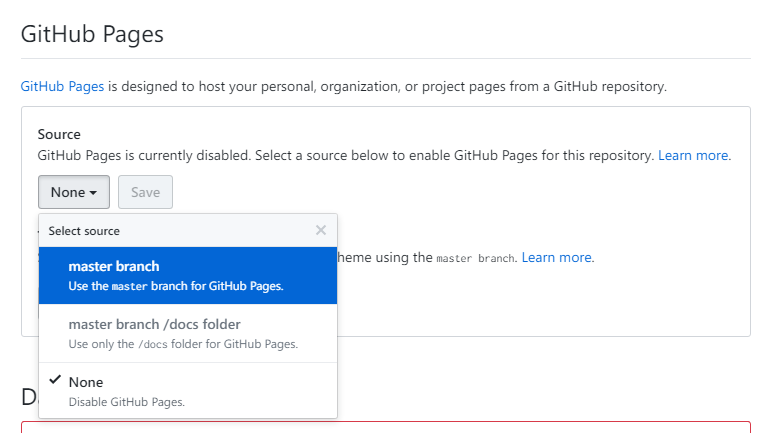 GitHub Pages
GitHub Pages is designed to host your personal, organization, or project pages from a GitHub repository.
Source
GitHub Pages is currently disabled. Select a source below to enable GitHub Pages for this repository. Learn more.
None
Save
Select source
heme using the master branch. Learn more.
master branch
Use the master branch for GitHub Pages.
master branch /docs folder
Use only the /docs folder for GitHub Pages.
None
Disable GitHub Pages.